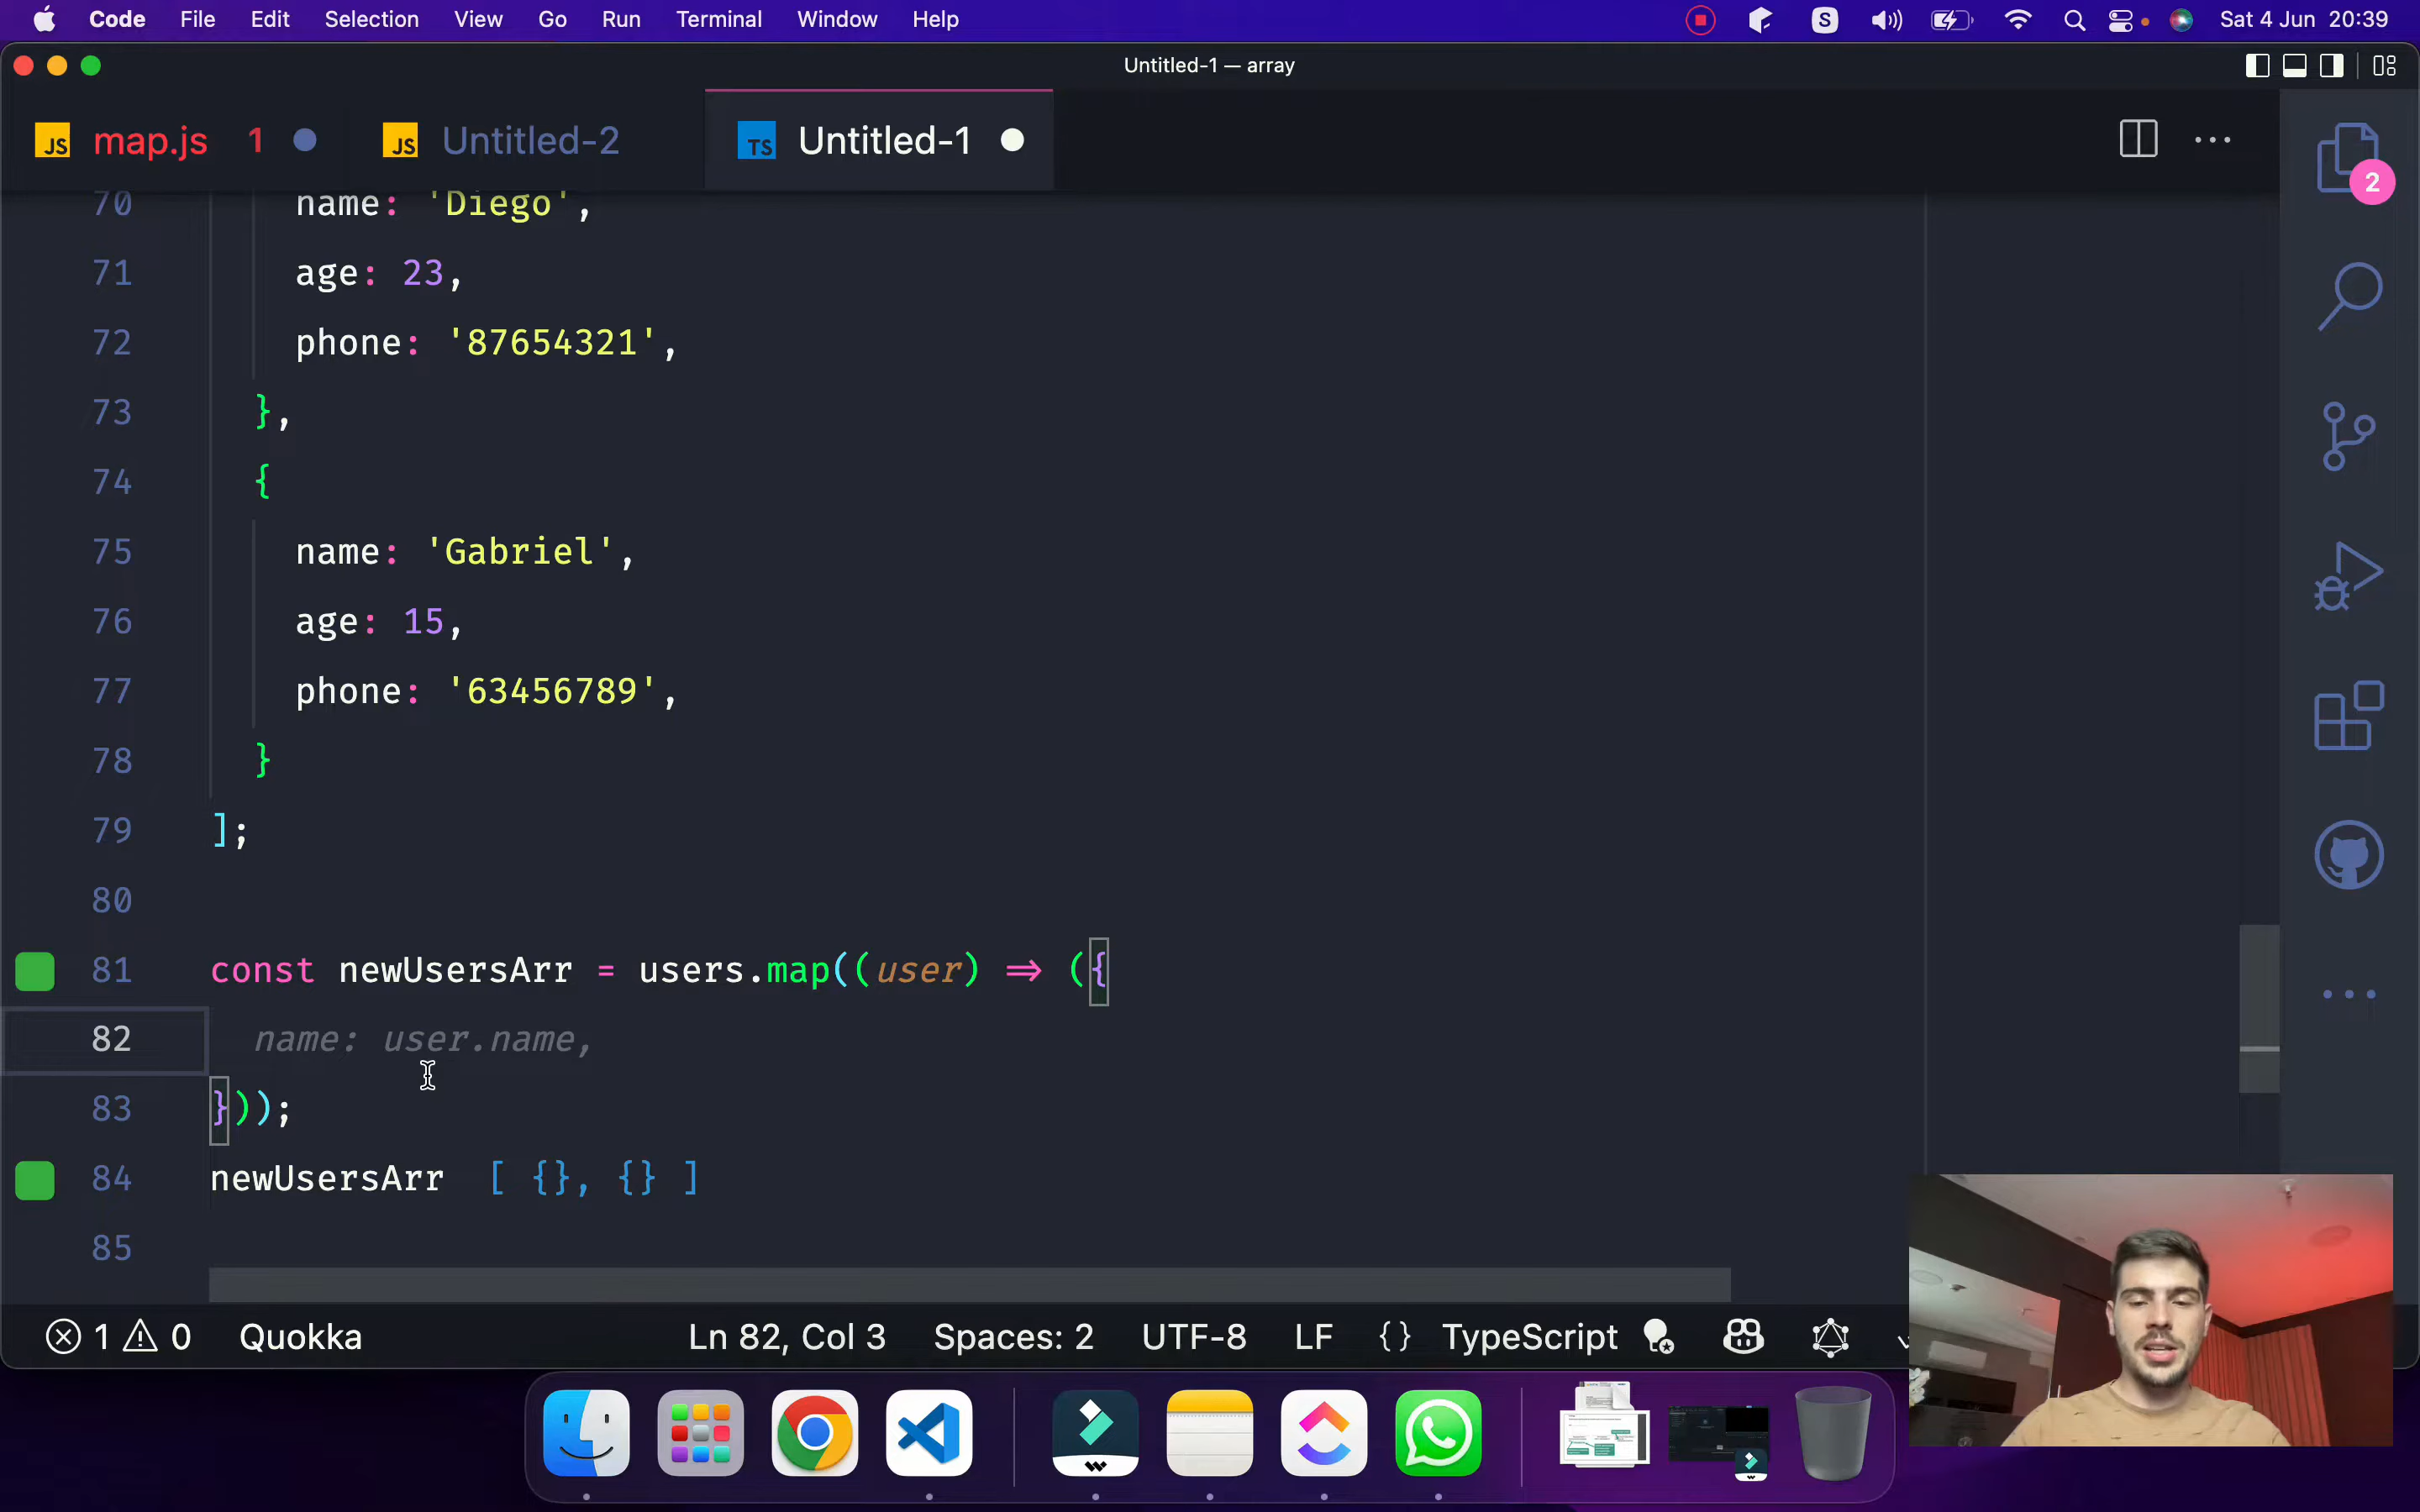 Code File Edit Selection View Go Run Terminal Window Help S Sat 4 Jun 20:39
Untitled-1 — array
JS map.js 1 JS Untitled-2 TS Untitled-1
2
70 name: 'Diego',
71 age: 23,
72 phone: '87654321',
73 },
74 {
75 name: 'Gabriel',
76 age: 15,
77 phone: '63456789',
78 }
79 ];
80
81 const newUsersArr = users.map((user) => ({
82 name: user.name,
83 }));
84 newUsersArr [ {}, {} ]
85
1 0 Quokka Ln 82, Col 3 Spaces: 2 UTF-8 LF {} TypeScript